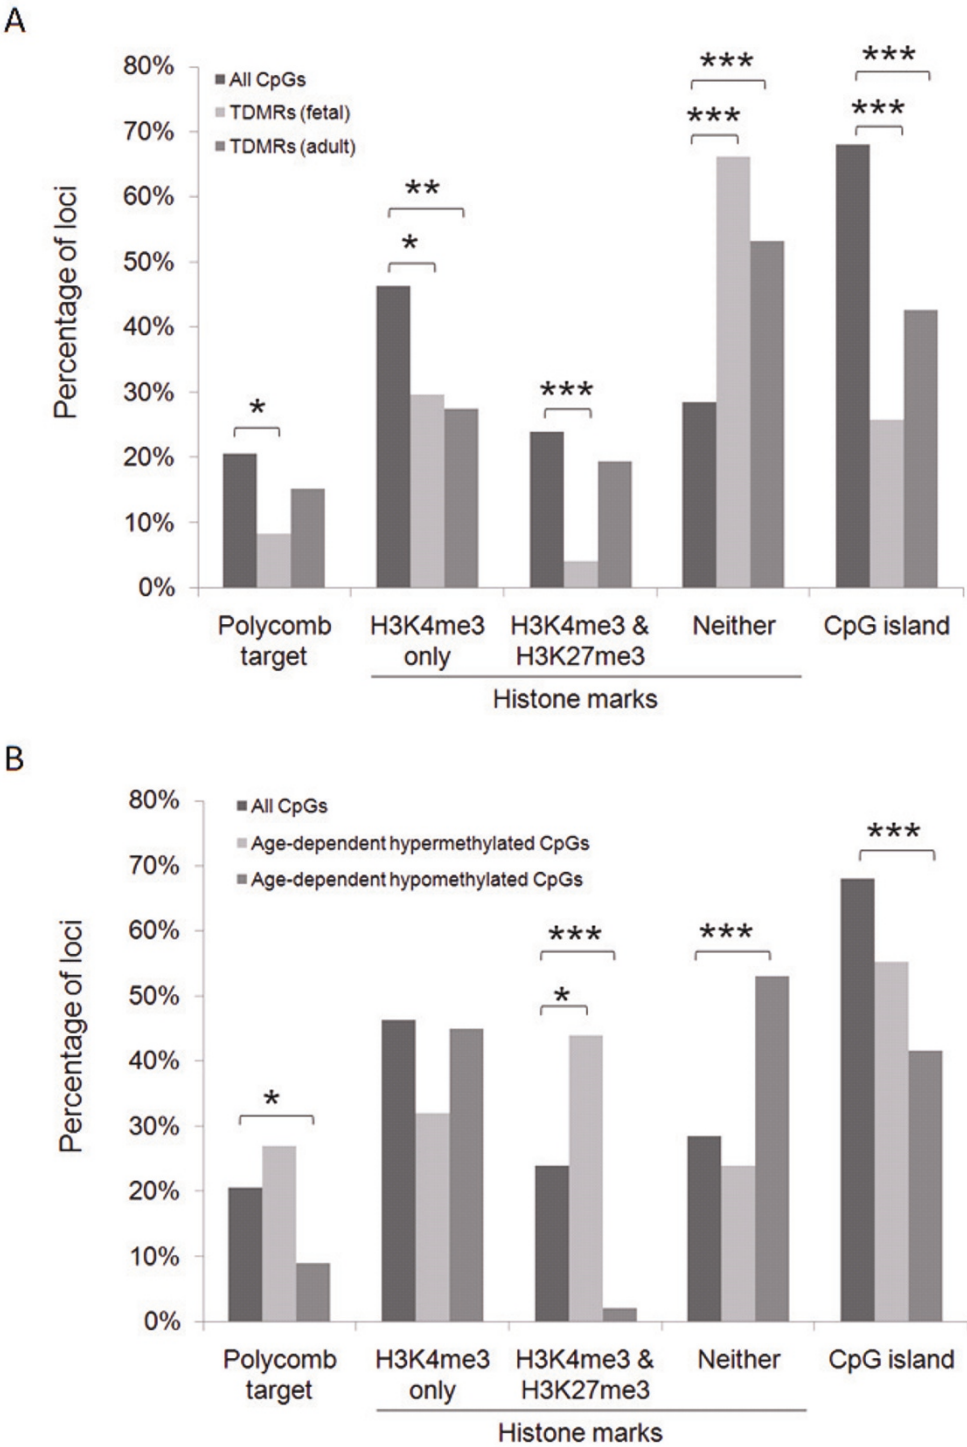 A
80%
70%
60%
50%
40%
30%
20%
10%
0%
Percentage of loci
All CpGs
TDMRs (fetal)
TDMRs (adult)
*
**
*
***
***
***
***
***
Polycomb target
H3K4me3 only
H3K4me3 & H3K27me3
Neither
CpG island
Histone marks
B
80%
70%
60%
50%
40%
30%
20%
10%
0%
Percentage of loci
All CpGs
Age-dependent hypermethylated CpGs
Age-dependent hypomethylated CpGs
*
***
*
***
***
Polycomb target
H3K4me3 only
H3K4me3 & H3K27me3
Neither
CpG island
Histone marks